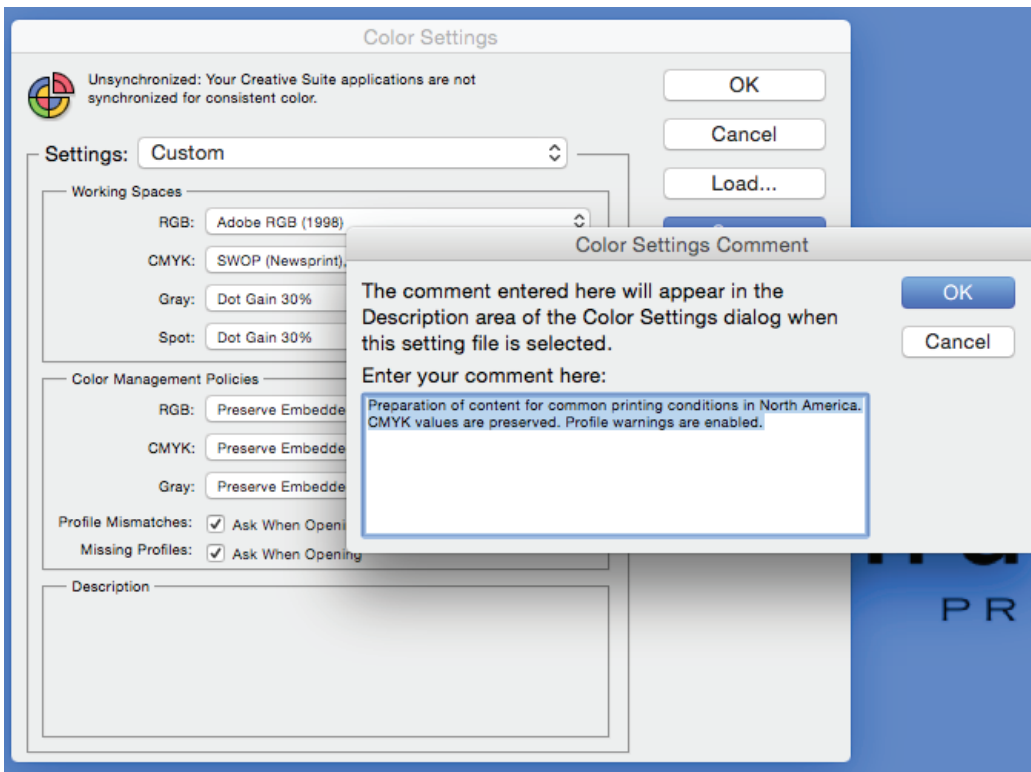 Color Settings
Unsynchronized: Your Creative Suite applications are not
synchronized for consistent color.
OK
Cancel
Load...
Settings: Custom
Working Spaces
RGB: Adobe RGB (1998)
CMYK: SWOP (Newsprint),
Gray: Dot Gain 30%
Spot: Dot Gain 30%
Color Management Policies
RGB: Preserve Embedde
CMYK: Preserve Embedde
Gray: Preserve Embedde
Profile Mismatches: Ask When Openi
Missing Profiles: Ask When Opening
Description
Color Settings Comment
The comment entered here will appear in the
Description area of the Color Settings dialog when
this setting file is selected.
Enter your comment here:
Preparation of content for common printing conditions in North America.
CMYK values are preserved. Profile warnings are enabled.
OK
Cancel
PR